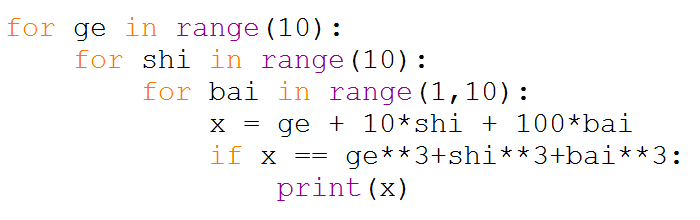 for ge in range(10):
    for shi in range(10):
        for bai in range(1,10):
            x = ge + 10*shi + 100*bai
            if x == ge**3+shi**3+bai**3:
                print(x)